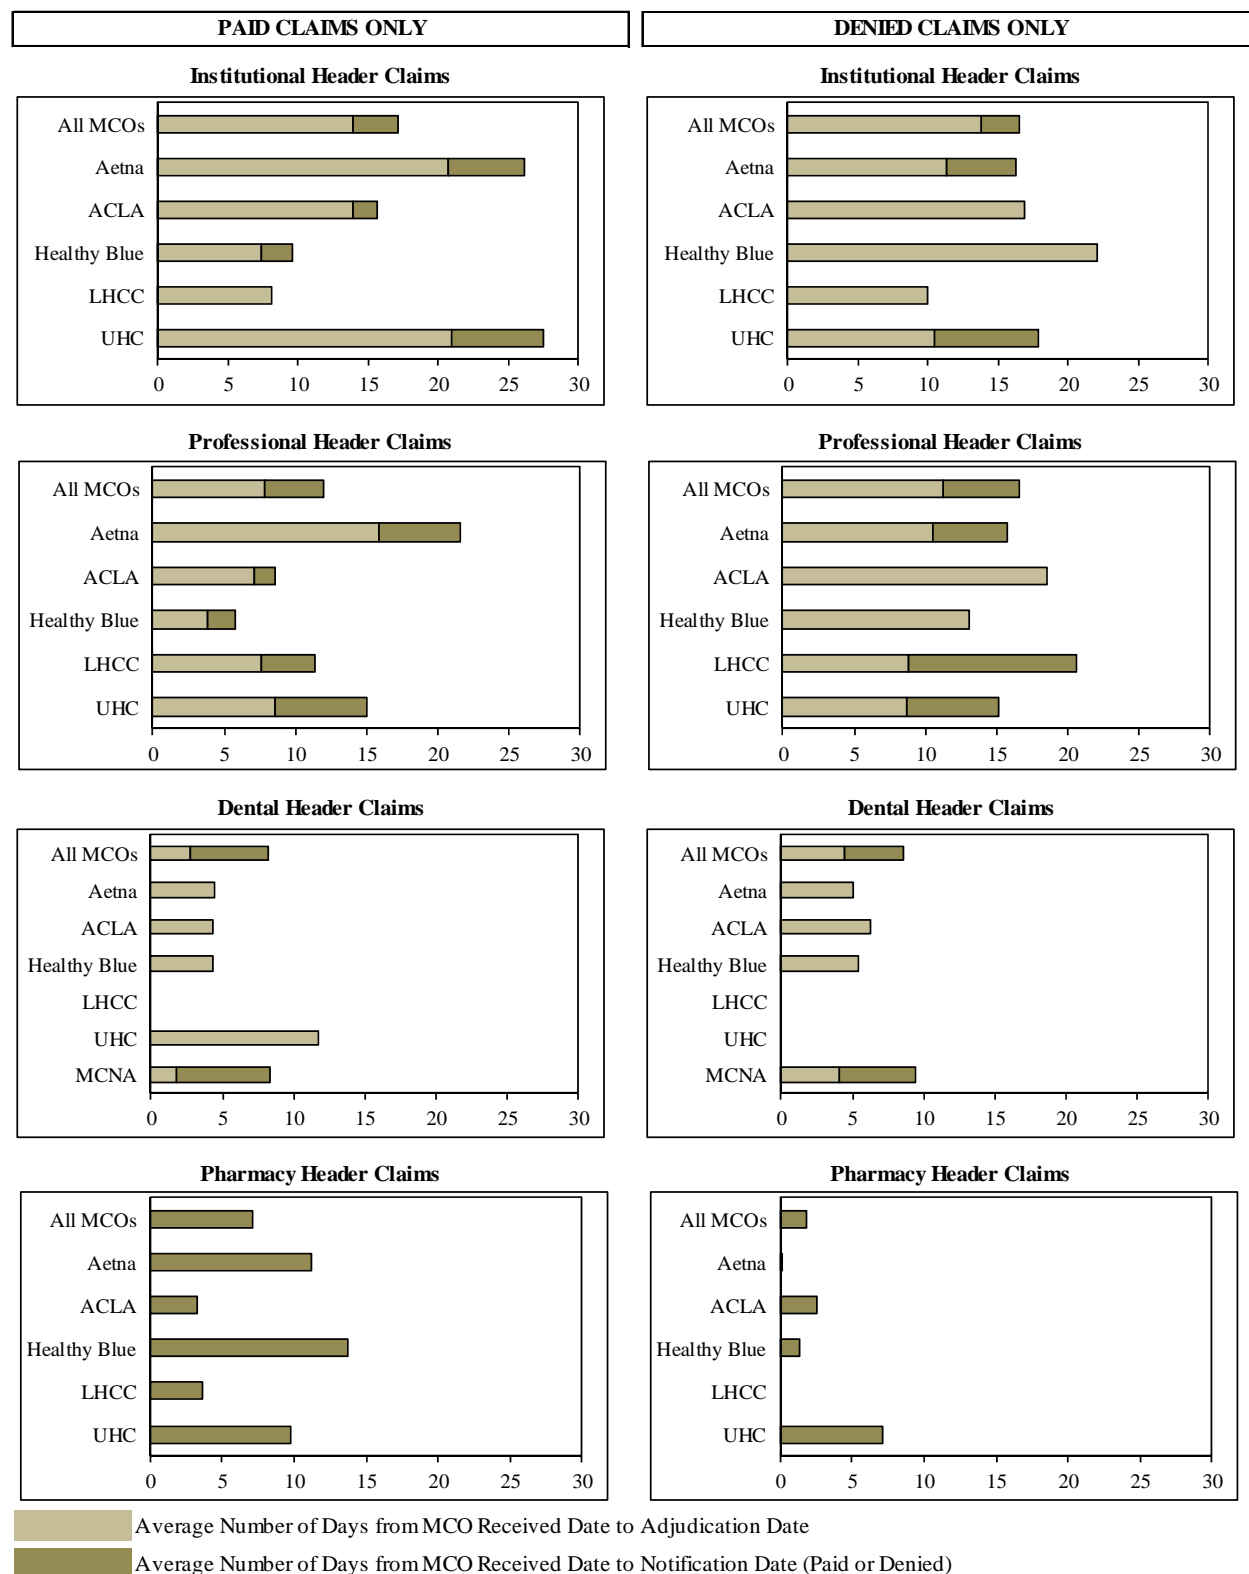 PAID CLAIMS ONLY
DENIED CLAIMS ONLY
Institutional Header Claims
All MCOs
Aetna
ACLA
Healthy Blue
LHCC
UHC
0 5 10 15 20 25 30
Institutional Header Claims
All MCOs
Aetna
ACLA
Healthy Blue
LHCC
UHC
0 5 10 15 20 25 30
Professional Header Claims
All MCOs
Aetna
ACLA
Healthy Blue
LHCC
UHC
0 5 10 15 20 25 30
Professional Header Claims
All MCOs
Aetna
ACLA
Healthy Blue
LHCC
UHC
0 5 10 15 20 25 30
Dental Header Claims
All MCOs
Aetna
ACLA
Healthy Blue
LHCC
UHC
MCNA
0 5 10 15 20 25 30
Dental Header Claims
All MCOs
Aetna
ACLA
Healthy Blue
LHCC
UHC
MCNA
0 5 10 15 20 25 30
Pharmacy Header Claims
All MCOs
Aetna
ACLA
Healthy Blue
LHCC
UHC
0 5 10 15 20 25 30
Pharmacy Header Claims
All MCOs
Aetna
ACLA
Healthy Blue
LHCC
UHC
0 5 10 15 20 25 30
Average Number of Days from MCO Received Date to Adjudication Date
Average Number of Days from MCO Received Date to Notification Date (Paid or Denied)